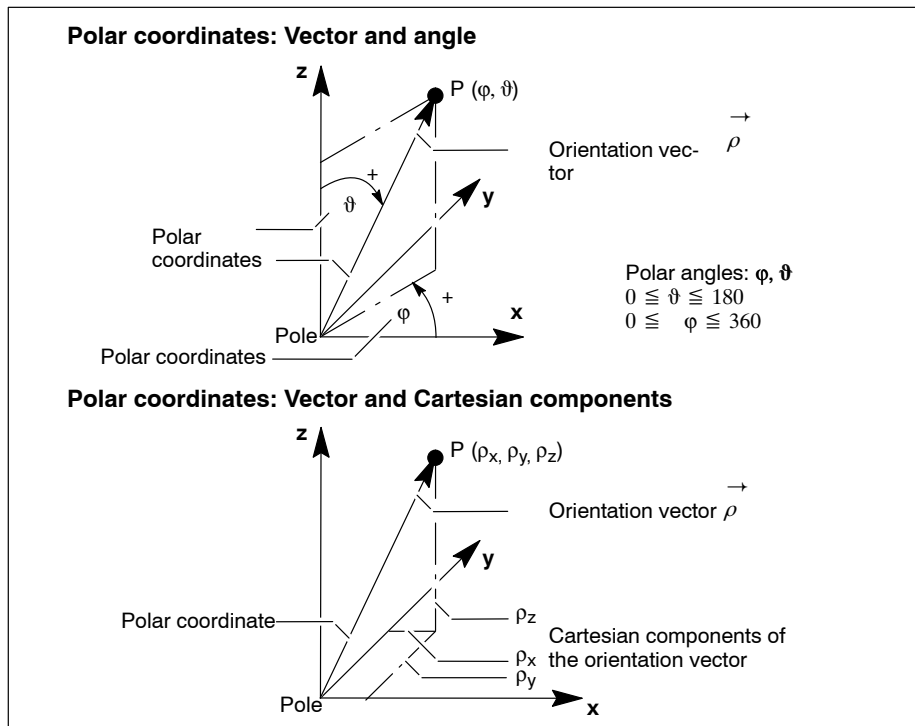 Polar coordinates: Vector and angle
z
P (φ, ϑ)
Orientation vec-
tor
→
ρ
+
ϑ
y
Polar
coordinates
Polar angles: φ, ϑ
0 ≦ ϑ ≦ 180
0 ≦ φ ≦ 360
φ
+
x
Pole
Polar coordinates
Polar coordinates: Vector and Cartesian components
z
P (ρx, ρy, ρz)
Orientation vector →ρ
y
Polar coordinate
ρz
Cartesian components of
the orientation vector
ρx
ρy
Pole
x